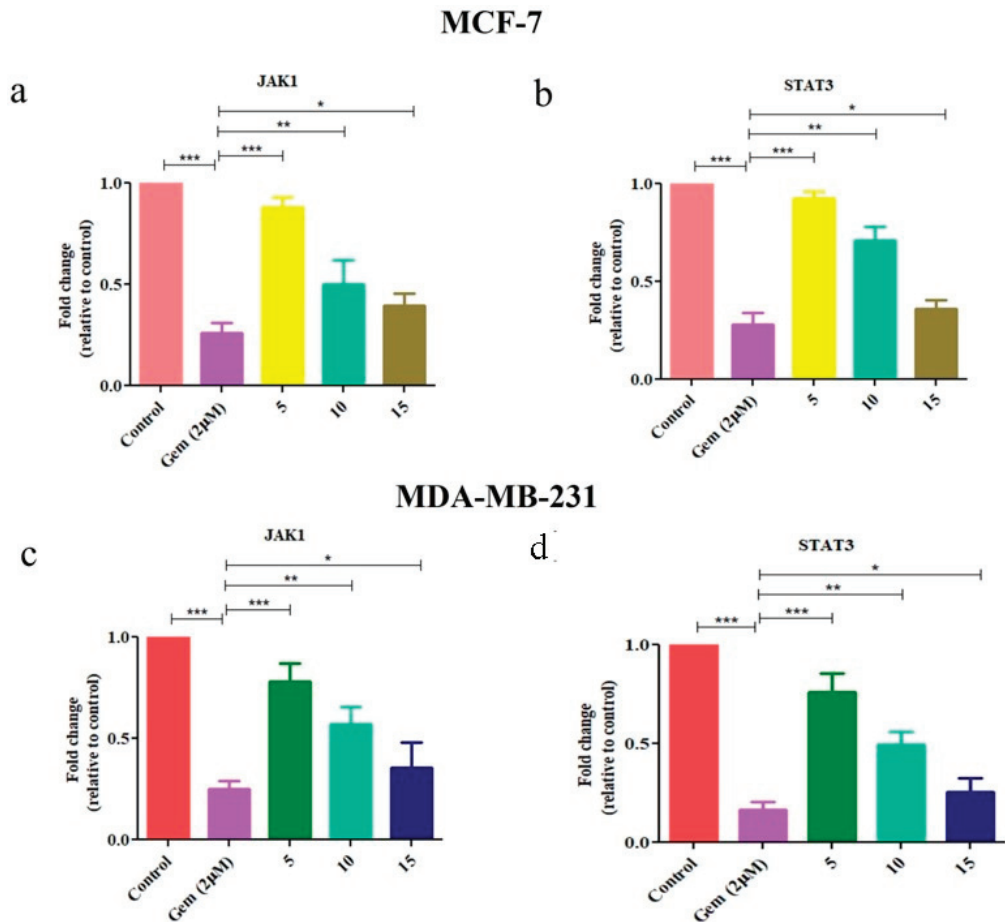 MCF-7
a
JAK1
*
**
***
***
Fold change
(relative to control)
1.0
0.5
0.0
Control
Gem (2µM)
5
10
15
b
STAT3
*
**
***
***
Fold change
(relative to control)
1.0
0.5
0.0
Control
Gem (2µM)
5
10
15
MDA-MB-231
c
JAK1
*
**
***
***
Fold change
(relative to control)
1.0
0.5
0.0
Control
Gem (2µM)
5
10
15
d
STAT3
*
**
***
***
Fold change
(relative to control)
1.0
0.5
0.0
Control
Gem (2µM)
5
10
15